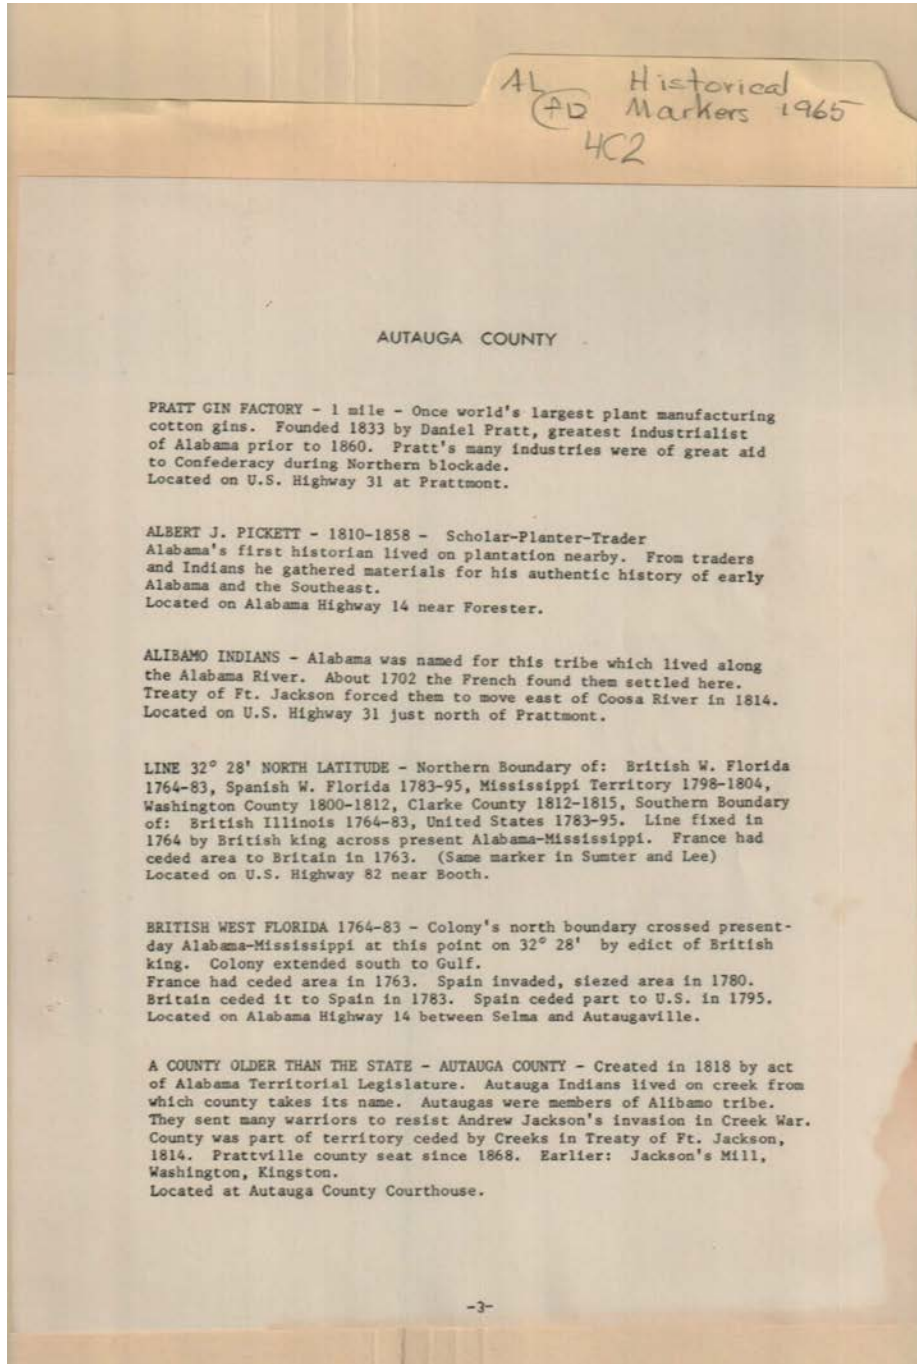 AL Historical
HD Markers 1965
4C2
AUTAUGA COUNTY
PRATT GIN FACTORY - 1 mile - Once world's largest plant manufacturing
cotton gins. Founded 1833 by Daniel Pratt, greatest industrialist
of Alabama prior to 1860. Pratt's many industries were of great aid
to Confederacy during Northern blockade.
Located on U.S. Highway 31 at Prattmont.
ALBERT J. PICKETT - 1810-1858 - Scholar-Planter-Trader
Alabama's first historian lived on plantation nearby. From traders
and Indians he gathered materials for his authentic history of early
Alabama and the Southeast.
Located on Alabama Highway 14 near Forester.
ALIBAMO INDIANS - Alabama was named for this tribe which lived along
the Alabama River. About 1702 the French found them settled here.
Treaty of Ft. Jackson forced them to move east of Coosa River in 1814.
Located on U.S. Highway 31 just north of Prattmont.
LINE 32° 28' NORTH LATITUDE - Northern Boundary of: British W. Florida
1764-83, Spanish W. Florida 1783-95, Mississippi Territory 1798-1804,
Washington County 1800-1812, Clarke County 1812-1815, Southern Boundary
of: British Illinois 1764-83, United States 1783-95. Line fixed in
1764 by British king across present Alabama-Mississippi. France had
ceded area to Britain in 1763. (Same marker in Sumter and Lee)
Located on U.S. Highway 82 near Booth.
BRITISH WEST FLORIDA 1764-83 - Colony's north boundary crossed present-
day Alabama-Mississippi at this point on 32° 28' by edict of British
king. Colony extended south to Gulf.
France had ceded area in 1763. Spain invaded, siezed area in 1780.
Britain ceded it to Spain in 1783. Spain ceded part to U.S. in 1795.
Located on Alabama Highway 14 between Selma and Autaugaville.
A COUNTY OLDER THAN THE STATE - AUTAUGA COUNTY - Created in 1818 by act
of Alabama Territorial Legislature. Autauga Indians lived on creek from
which county takes its name. Autaugas were members of Alibamo tribe.
They sent many warriors to resist Andrew Jackson's invasion in Creek War.
County was part of territory ceded by Creeks in Treaty of Ft. Jackson,
1814. Prattville county seat since 1868. Earlier: Jackson's Mill,
Washington, Kingston.
Located at Autauga County Courthouse.
-3-